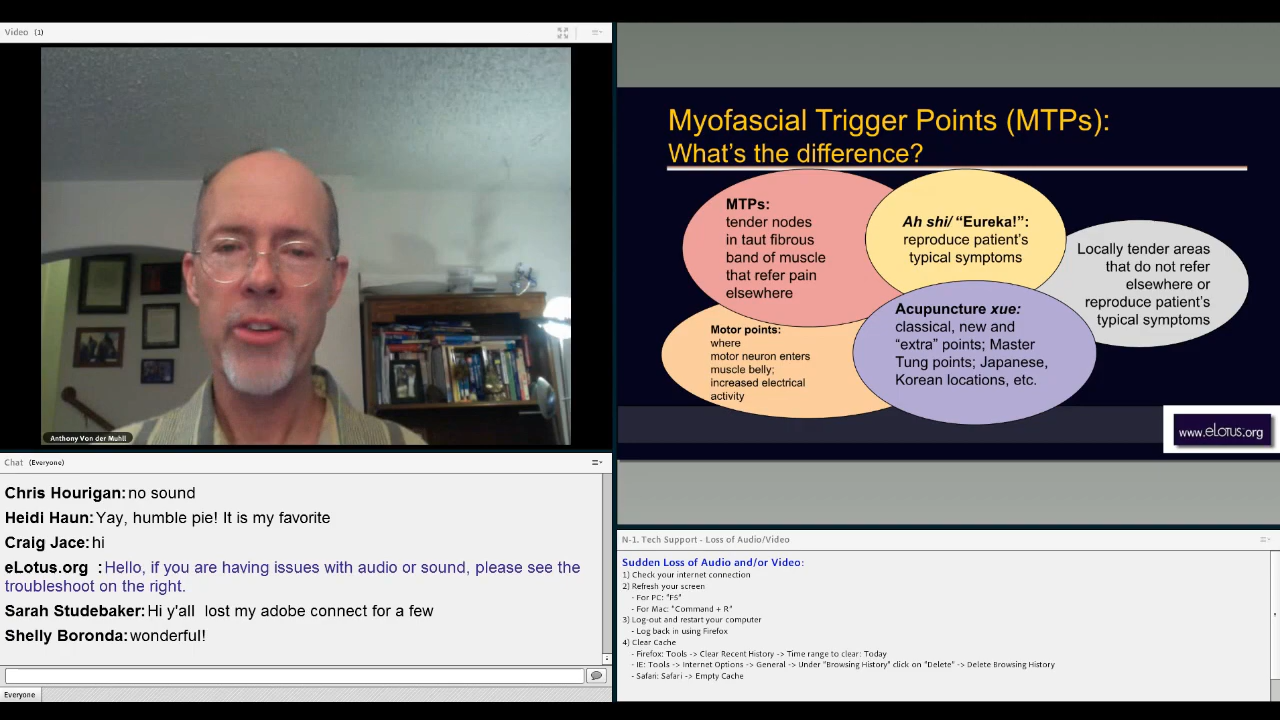 Video (1)
Anthony Von der Muhll
Chat (Everyone)
Chris Hourigan: no sound
Heidi Haun: Yay, humble pie! It is my favorite
Craig Jace: hi
eLotus.org : Hello, if you are having issues with audio or sound, please see the
troubleshoot on the right.
Sarah Studebaker: Hi y'all lost my adobe connect for a few
Shelly Boronda: wonderful!
Everyone
Myofascial Trigger Points (MTPs):
What's the difference?
MTPs:
tender nodes
in taut fibrous
band of muscle
that refer pain
elsewhere
Ah shi/ “Eureka!”:
reproduce patient's
typical symptoms
Locally tender areas
that do not refer
elsewhere or
reproduce patient's
typical symptoms
Motor points:
where
motor neuron enters
muscle belly;
increased electrical
activity
Acupuncture xue:
classical, new and
“extra” points; Master
Tung points; Japanese,
Korean locations, etc.
www.eLotus.org
N-1. Tech Support - Loss of Audio/Video
Sudden Loss of Audio and/or Video:
1) Check your internet connection
2) Refresh your screen
- For PC: "F5"
- For Mac: "Command + R"
3) Log-out and restart your computer
- Log back in using Firefox
4) Clear Cache
- Firefox: Tools -> Clear Recent History -> Time range to clear: Today
- IE: Tools -> Internet Options -> General -> Under "Browsing History" click on "Delete" -> Delete Browsing History
- Safari: Safari -> Empty Cache